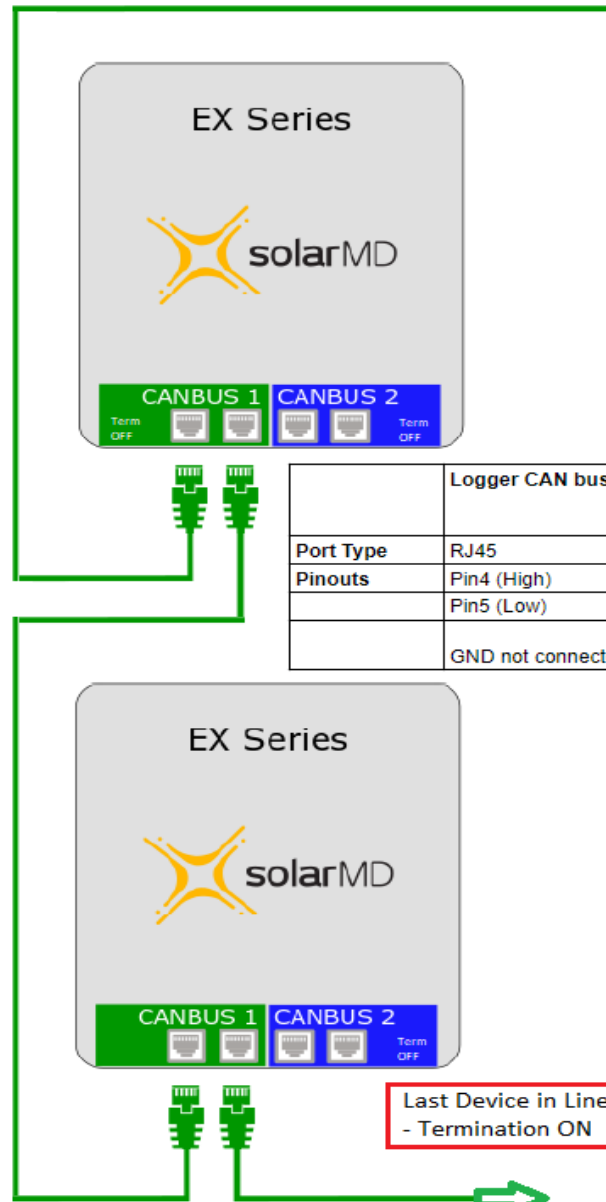 EX Series
solarMD
CANBUS 1 CANBUS 2
Term
OFF
Term
OFF
Logger CAN bus
Port Type RJ45
Pinouts Pin4 (High)
Pin5 (Low)
GND not connect
EX Series
solarMD
CANBUS 1 CANBUS 2
Term
OFF
Last Device in Line
- Termination ON